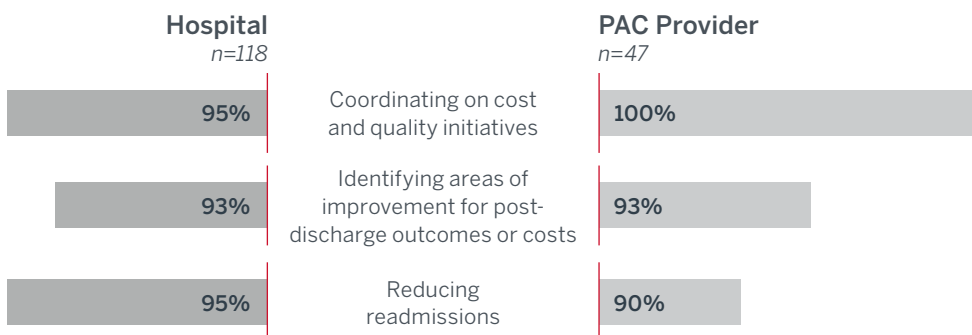 Hospital
n=118
PAC Provider
n=47
95%
Coordinating on cost
and quality initiatives
100%
93%
Identifying areas of
improvement for post-
discharge outcomes or costs
93%
95%
Reducing
readmissions
90%